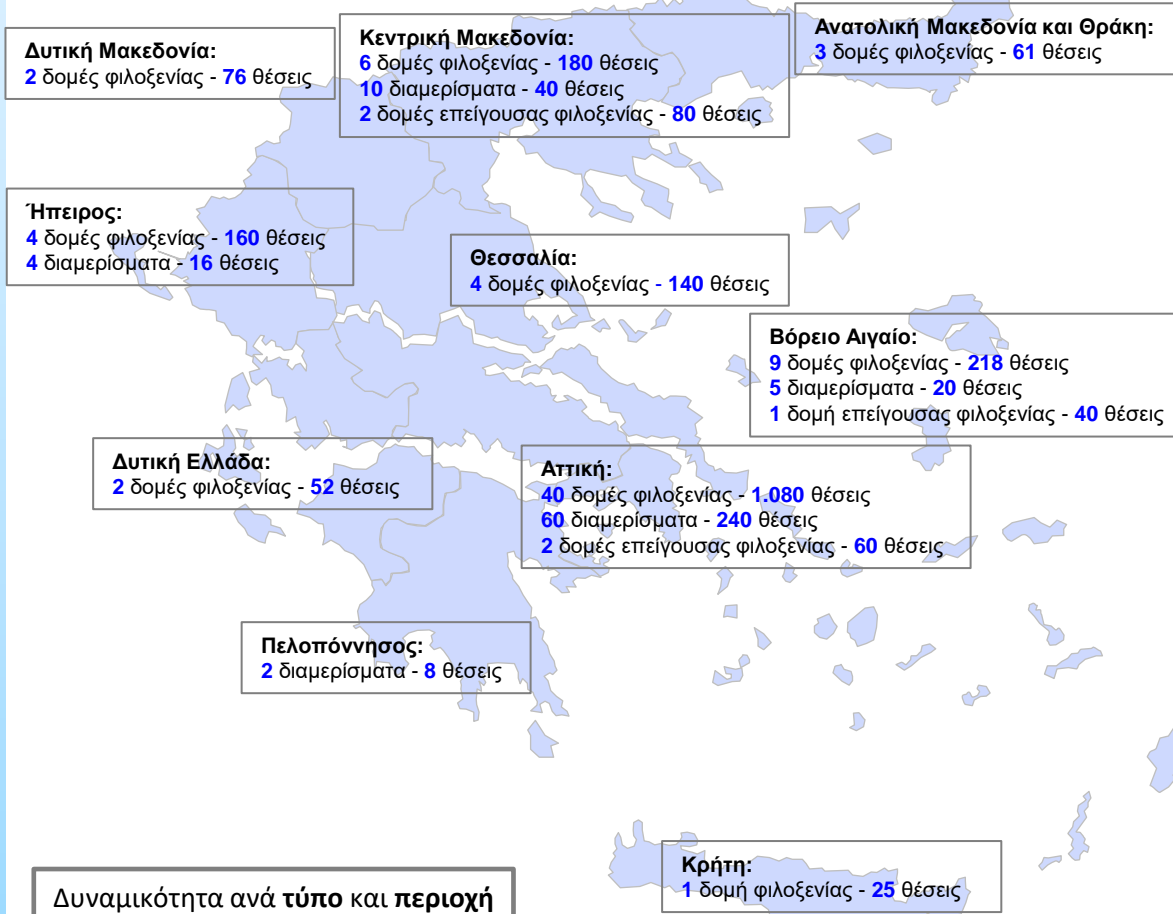 Δυτική Μακεδονία:
2 δομές φιλοξενίας - 76 θέσεις
Κεντρική Μακεδονία:
6 δομές φιλοξενίας - 180 θέσεις
10 διαμερίσματα - 40 θέσεις
2 δομές επείγουσας φιλοξενίας - 80 θέσεις
Ανατολική Μακεδονία και Θράκη:
3 δομές φιλοξενίας - 61 θέσεις
Ήπειρος:
4 δομές φιλοξενίας - 160 θέσεις
4 διαμερίσματα - 16 θέσεις
Θεσσαλία:
4 δομές φιλοξενίας - 140 θέσεις
Βόρειο Αιγαίο:
9 δομές φιλοξενίας - 218 θέσεις
5 διαμερίσματα - 20 θέσεις
1 δομή επείγουσας φιλοξενίας - 40 θέσεις
Δυτική Ελλάδα:
2 δομές φιλοξενίας - 52 θέσεις
Αττική:
40 δομές φιλοξενίας - 1.080 θέσεις
60 διαμερίσματα - 240 θέσεις
2 δομές επείγουσας φιλοξενίας - 60 θέσεις
Πελοπόννησος:
2 διαμερίσματα - 8 θέσεις
Κρήτη:
1 δομή φιλοξενίας - 25 θέσεις
Δυναμικότητα ανά τύπο και περιοχή